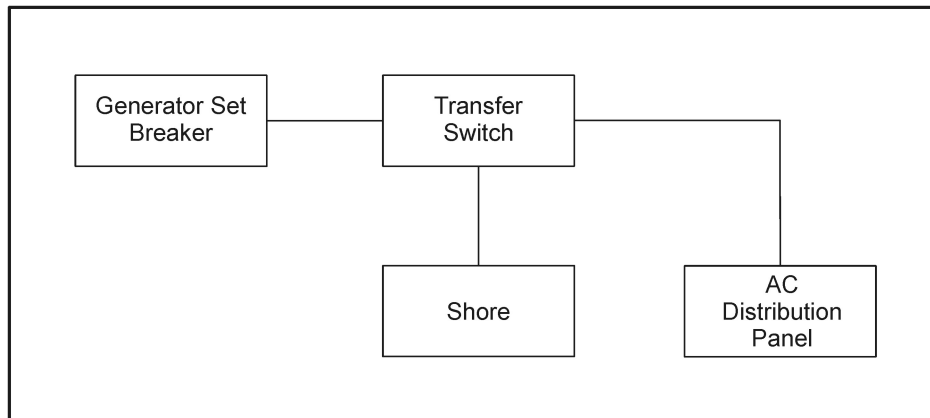 Generator Set
Breaker
Transfer
Switch
Shore
AC
Distribution
Panel